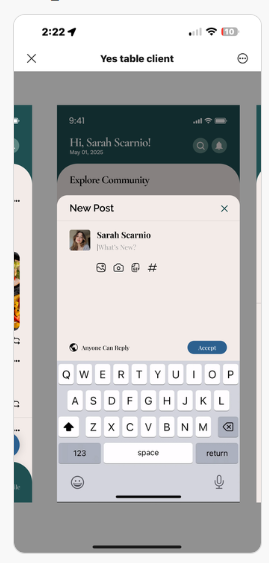 2:22
10
Yes table client
9:41
Hi, Sarah Scarnio!
May 01, 2025
Explore Community
New Post
Sarah Scarnio
What's New?
#
Anyone Can Reply
Accept
Q W E R T Y U I O P
A S D F G H J K L
Z X C V B N M
123 space return